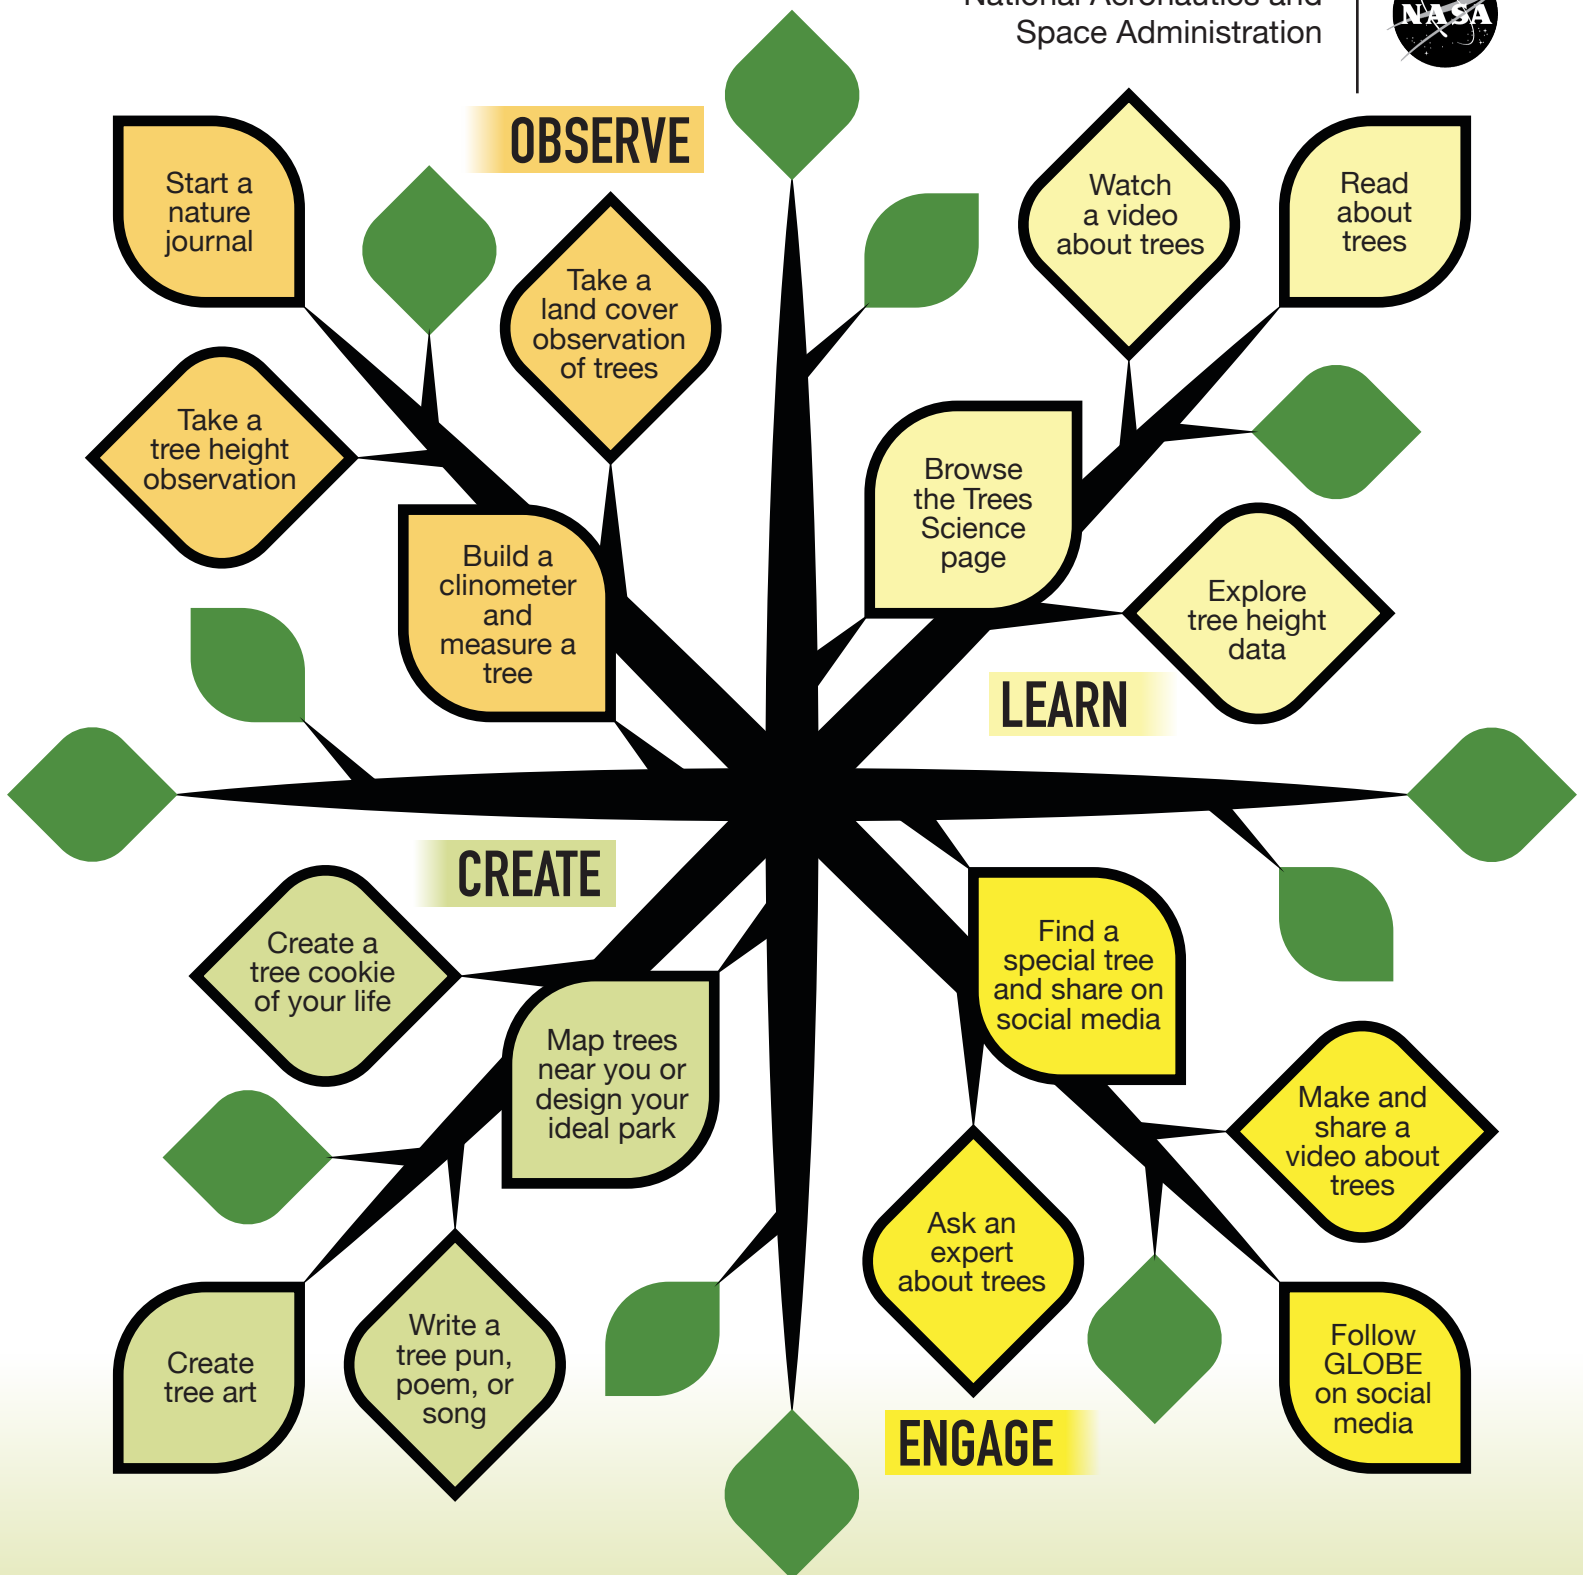 National Aeronautics and
Space Administration
NASA
OBSERVE
Start a
nature
journal
Take a
land cover
observation
of trees
Take a
tree height
observation
Build a
clinometer
and
measure a
tree
Watch
a video
about trees
Read
about
trees
Browse
the Trees
Science
page
Explore
tree height
data
LEARN
CREATE
Create a
tree cookie
of your life
Map trees
near you or
design your
ideal park
Create
tree art
Write a
tree pun,
poem, or
song
Find a
special tree
and share on
social media
Make and
share a
video about
trees
Ask an
expert
about trees
Follow
GLOBE
on social
media
ENGAGE